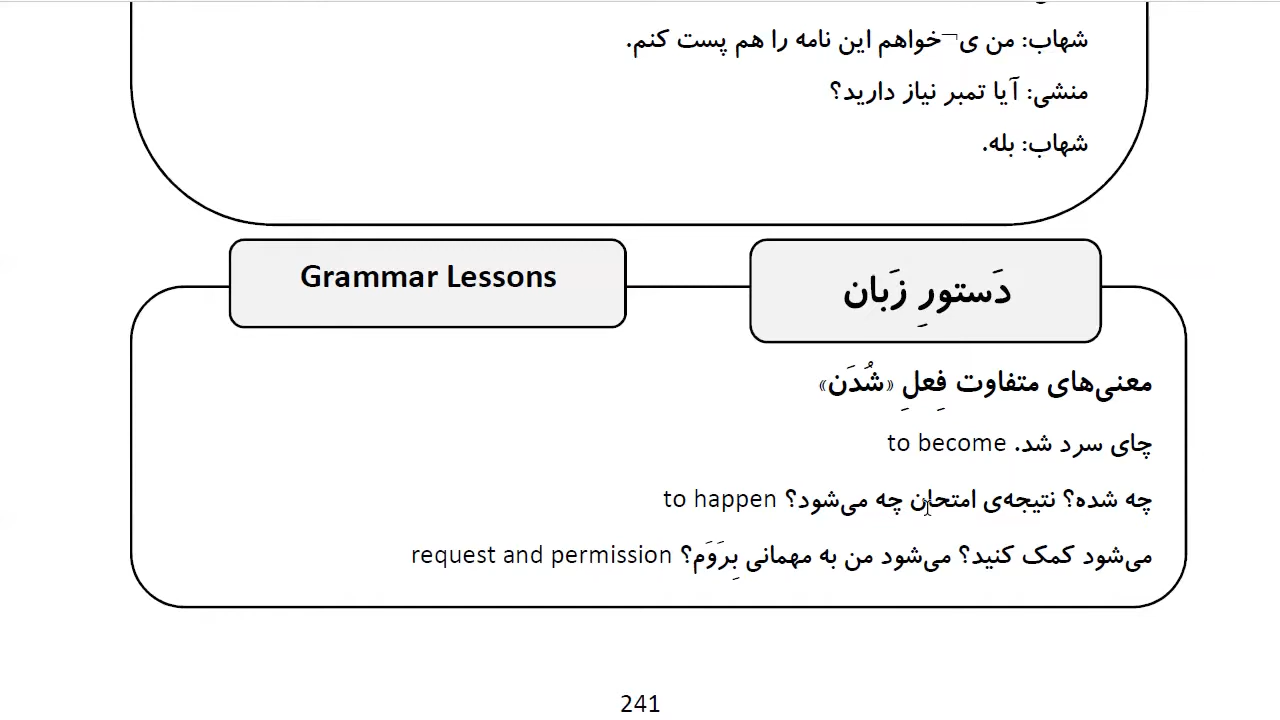 شهاب: من ی¬خواهم این نامه را هم پست کنم.
منشی: آیا تمبر نیاز دارید؟
شهاب: بله.
Grammar Lessons
دَستورِ زَبان
معنی‌های متفاوت فِعلِ «شُدَن»
چای سرد شد. to become
چه شده؟ نتیجه‌ی امتحان چه می‌شود؟ to happen
می‌شود کمک کنید؟ می‌شود من به مهمانی بِرَوَم؟ request and permission
241